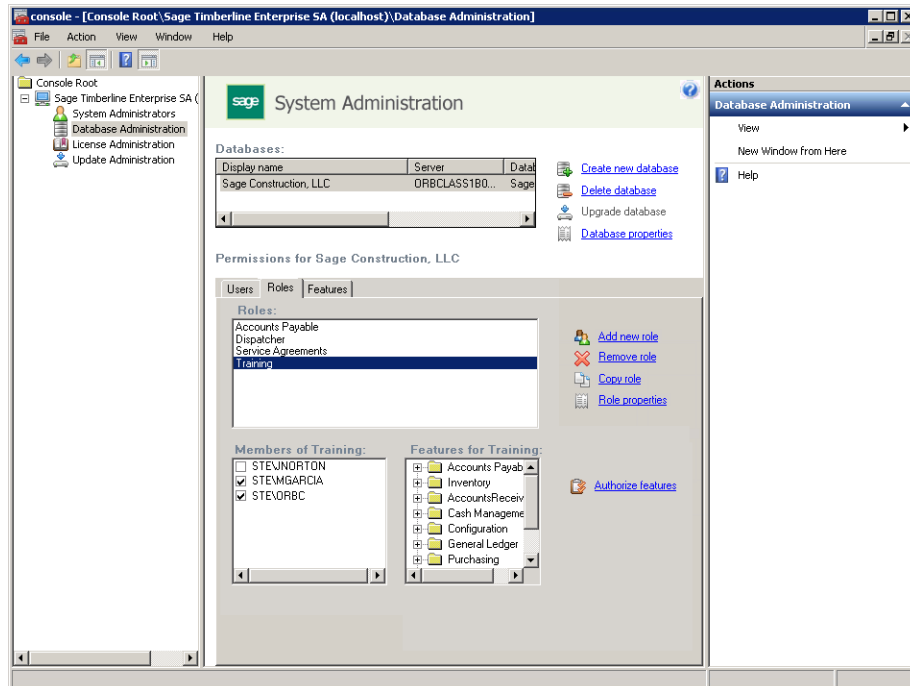 console - [Console Root\Sage Timberline Enterprise SA (localhost)\Database Administration]
File Action View Window Help
Console Root
Sage Timberline Enterprise SA (
System Administrators
Database Administration
License Administration
Update Administration
sage System Administration
Databases:
Display name Server Datab
Sage Construction, LLC ORBCLASS1B0... Sage
Create new database
Delete database
Upgrade database
Database properties
Permissions for Sage Construction, LLC
Users Roles Features
Roles:
Accounts Payable
Dispatcher
Service Agreements
Training
Add new role
Remove role
Copy role
Role properties
Members of Training:
STE\JNORTON
STE\MGARCIA
STE\ORBC
Features for Training:
Accounts Payab
Inventory
AccountsReceiv
Cash Manageme
Configuration
General Ledger
Purchasing
Authorize features
Actions
Database Administration
View
New Window from Here
Help